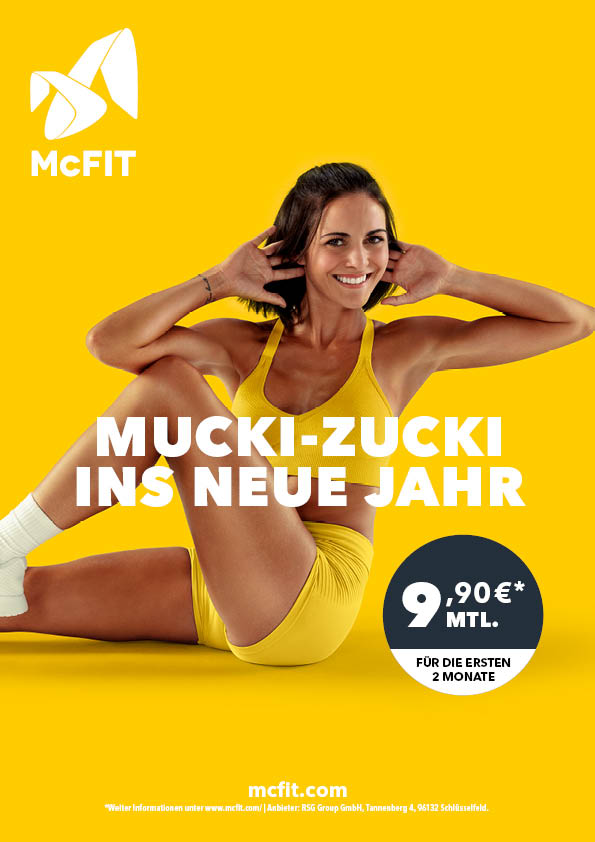 McFIT
MUCKI-ZUCKI
INS NEUE JAHR
9,90€*
MTL.
FÜR DIE ERSTEN
2 MONATE
mcfit.com
*Weiter Informationen unter www.mcfit.com/ | Anbieter: RSG Group GmbH, Tannenberg 4, 96132 Schlüsselfeld.